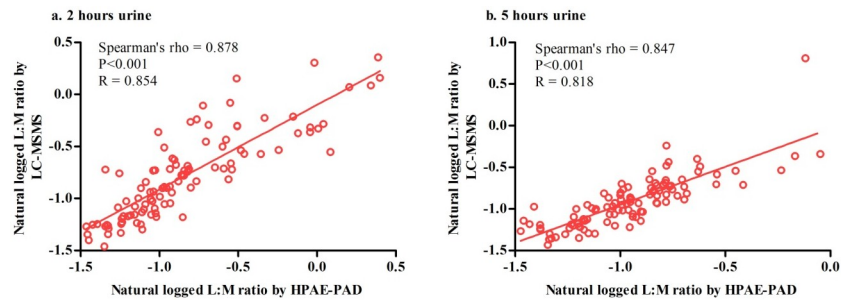 a. 2 hours urine
Spearman's rho = 0.878
P<0.001
R = 0.854
0.5
0.0
-0.5
-1.0
-1.5
Natural logged L:M ratio by
LC-MSMS
-1.5 -1.0 -0.5 0.0 0.5
Natural logged L:M ratio by HPAE-PAD
b. 5 hours urine
Spearman's rho = 0.847
P<0.001
R = 0.818
1.0
0.5
0.0
-0.5
-1.0
-1.5
Natural logged L:M ratio by
LC-MSMS
-1.5 -1.0 -0.5 0.0
Natural logged L:M ratio by HPAE-PAD